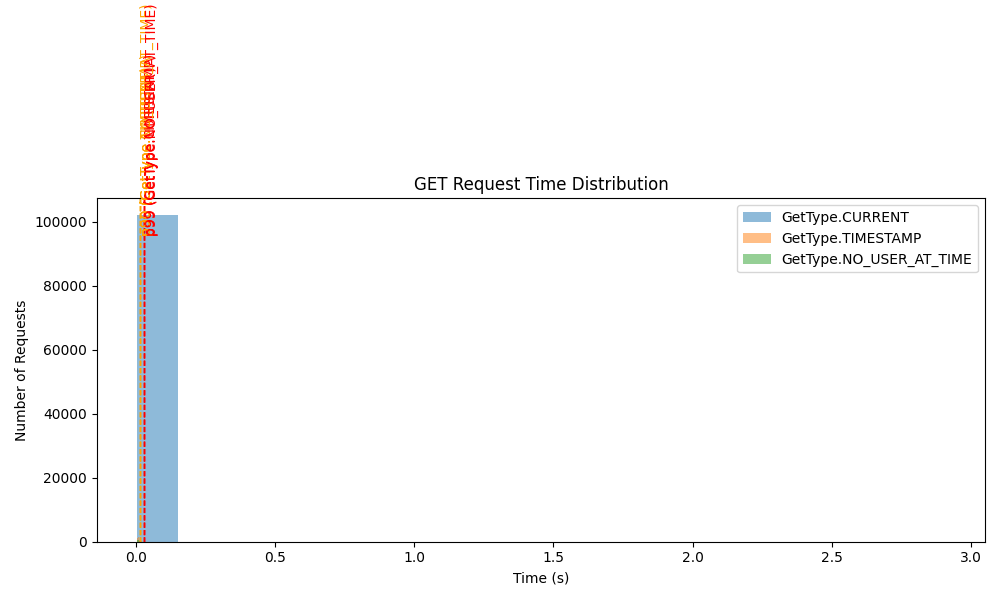 GET Request Time Distribution
GetType.CURRENT
GetType.TIMESTAMP
GetType.NO_USER_AT_TIME
Number of Requests
100000
80000
60000
40000
20000
0
0.0
0.5
1.0
1.5
2.0
2.5
3.0
Time (s)